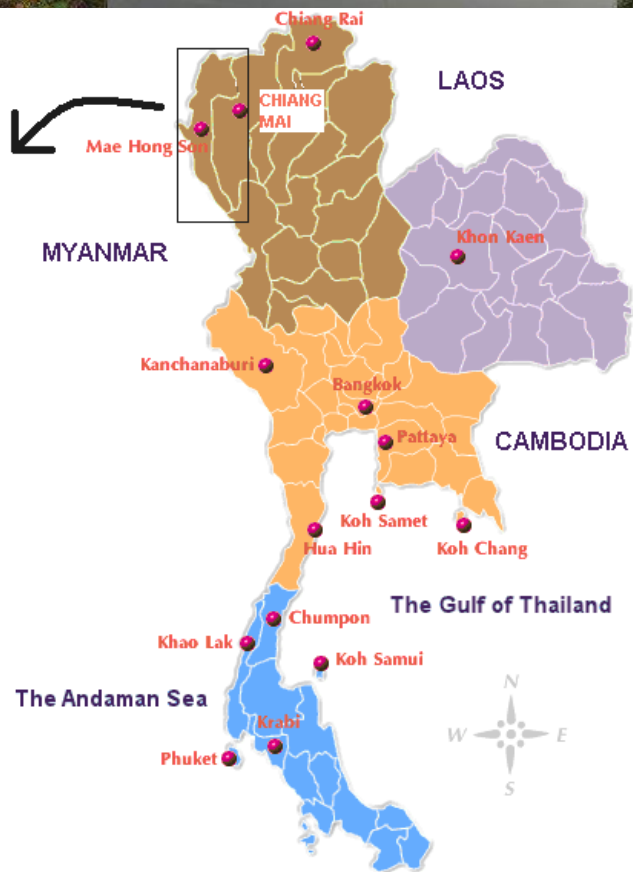 Chiang Rai
LAOS
CHIANG
MAI
Mae Hong Son
Khon Kaen
MYANMAR
Kanchanaburi
Bangkok
Pattaya
CAMBODIA
Koh Samet
Koh Chang
Hua Hin
The Gulf of Thailand
Chumpon
Khao Lak
Koh Samui
The Andaman Sea
N
Krabi
W
E
Phuket
S